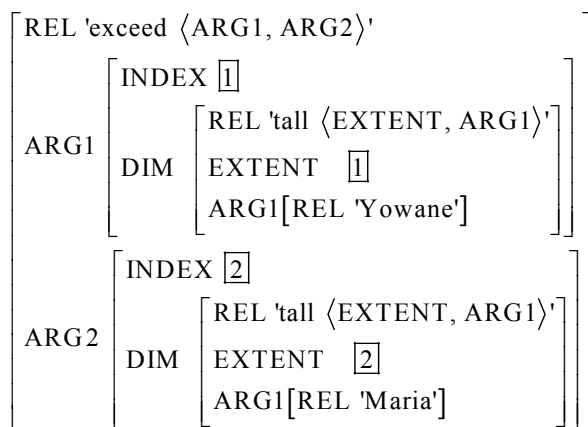 REL 'exceed ⟨ARG1, ARG2⟩'
INDEX 1
REL 'tall ⟨EXTENT, ARG1⟩'
ARG1 DIM EXTENT 1
ARG1[REL 'Yowane']
INDEX 2
REL 'tall ⟨EXTENT, ARG1⟩'
ARG2 DIM EXTENT 2
ARG1[REL 'Maria']